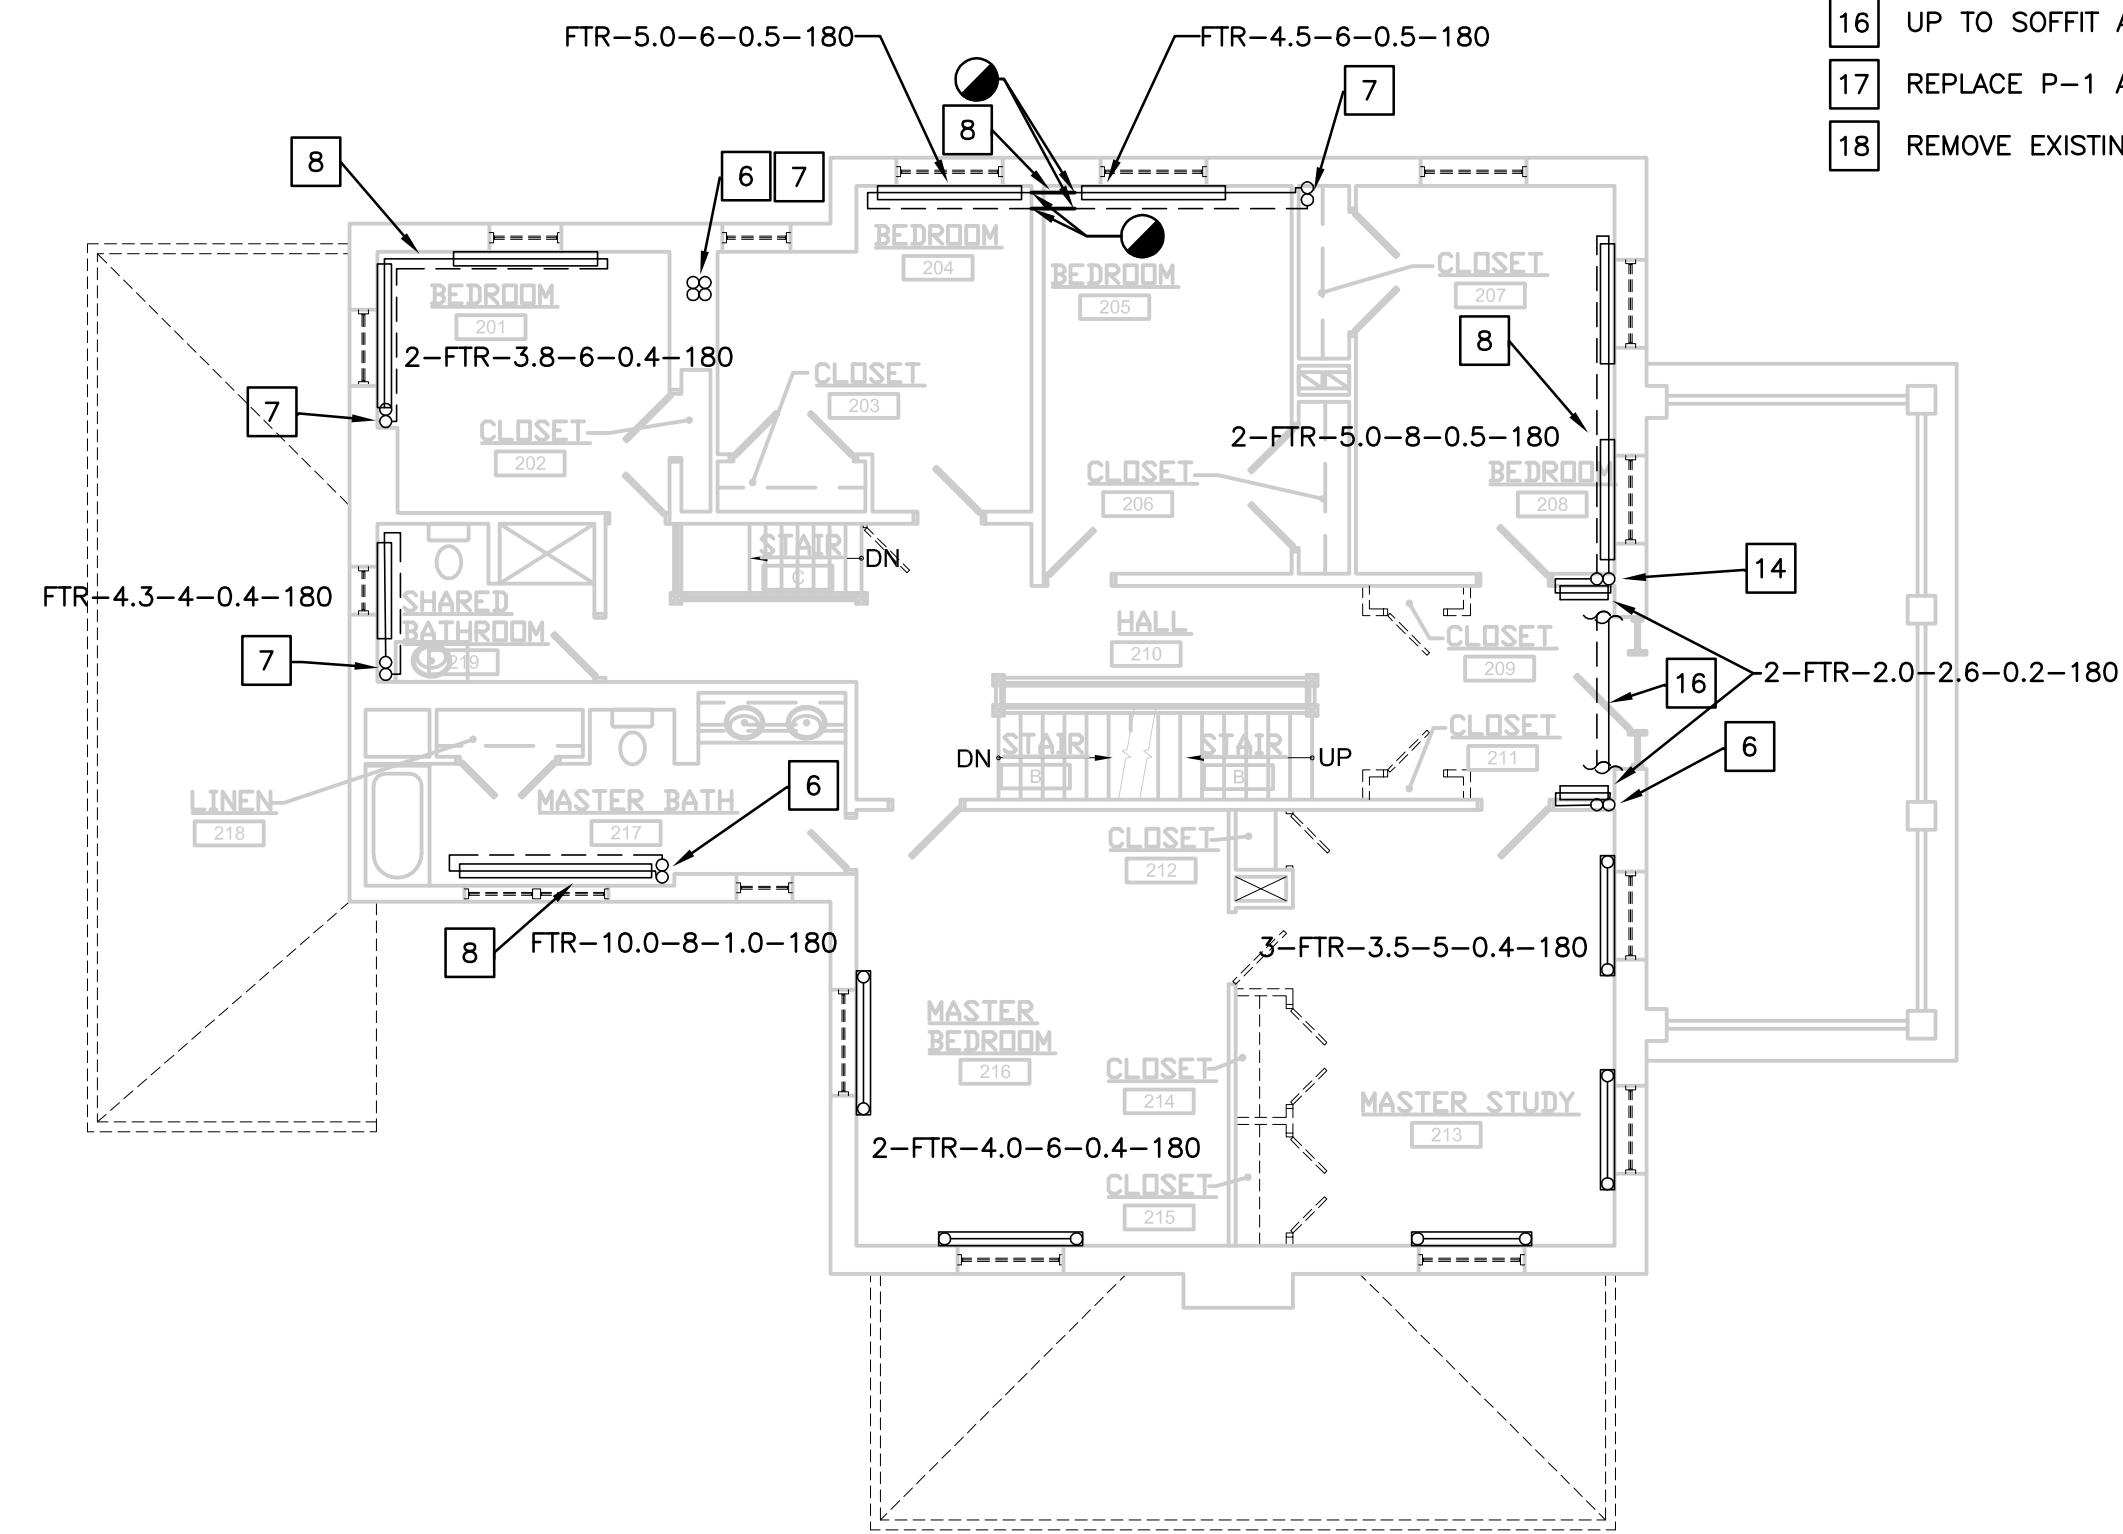 16 UP TO SOFFIT A
17 REPLACE P-1 A
18 REMOVE EXISTIN
FTR-5.0-6-0.5-180
FTR-4.5-6-0.5-180
7
8
8
6
7
BEDROOM
204
BEDROOM
205
CLOSET
207
BEDROOM
201
2-FTR-3.8-6-0.4-180
8
CLOSET
203
7
CLOSET
202
2-FTR-5.0-8-0.5-180
CLOSET
206
BEDROOM
208
STAIR
C
DN
14
FTR-4.3-4-0.4-180
SHARED
BATHROOM
219
7
HALL
210
CLOSET
209
2-FTR-2.0-2.6-0.2-180
16
CLOSET
211
6
DN
STAIR
B
STAIR
B
UP
LINEN
218
MASTER BATH
217
6
CLOSET
212
8
FTR-10.0-8-1.0-180
3-FTR-3.5-5-0.4-180
MASTER
BEDROOM
216
CLOSET
214
MASTER STUDY
213
2-FTR-4.0-6-0.4-180
CLOSET
215